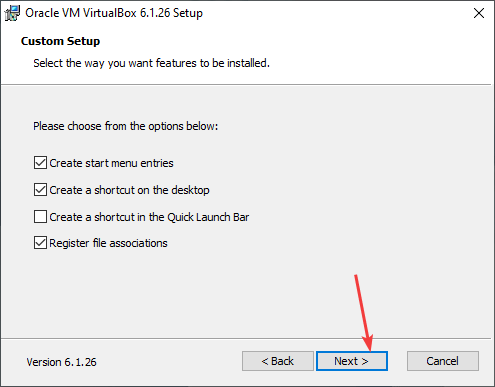 Oracle VM VirtualBox 6.1.26 Setup
Custom Setup
Select the way you want features to be installed.
Please choose from the options below:
Create start menu entries
Create a shortcut on the desktop
Create a shortcut in the Quick Launch Bar
Register file associations
Version 6.1.26
< Back
Next >
Cancel